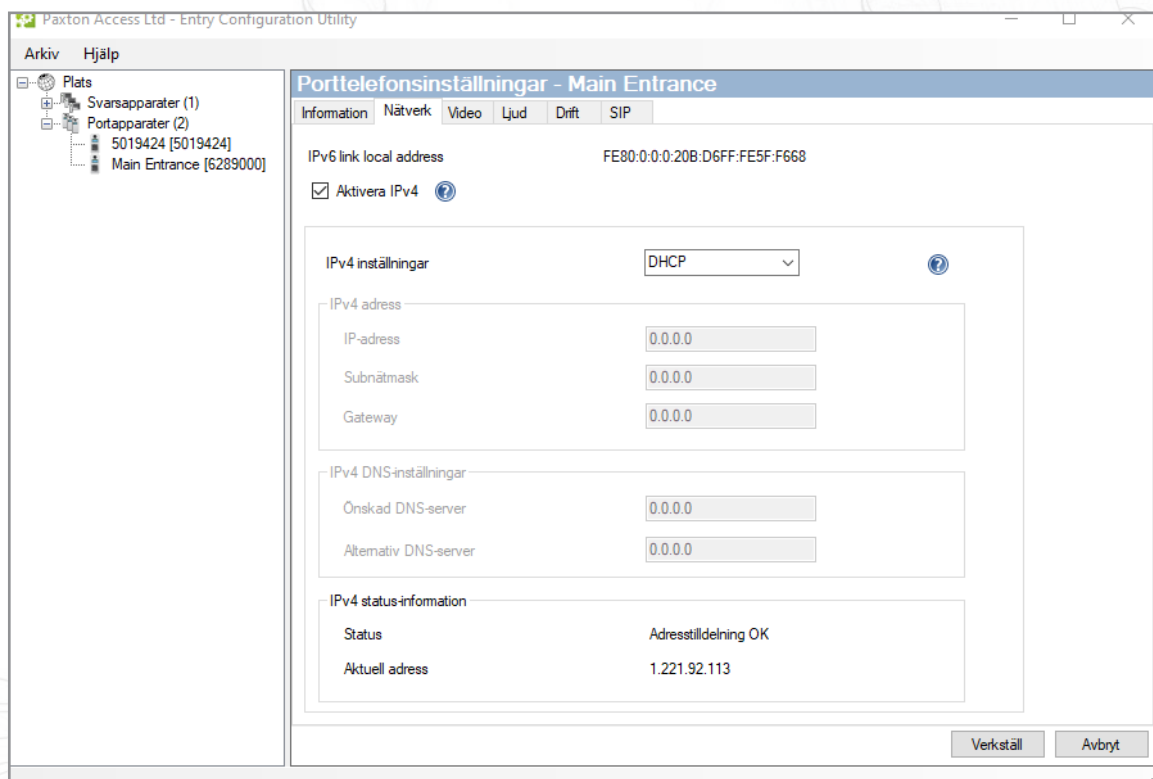 Paxton Access Ltd - Entry Configuration Utility
Arkiv Hjälp
Plats
Svarsapparater (1)
Portapparater (2)
5019424 [5019424]
Main Entrance [6289000]
Porttelefonsinställningar - Main Entrance
Information Nätverk Video Ljud Drift SIP
IPv6 link local address FE80:0:0:0:20B:D6FF:FE5F:F668
Aktivera IPv4 ?
IPv4 inställningar DHCP ?
IPv4 adress
IP-adress 0.0.0.0
Subnätmask 0.0.0.0
Gateway 0.0.0.0
IPv4 DNS-inställningar
Önskad DNS-server 0.0.0.0
Alternativ DNS-server 0.0.0.0
IPv4 status-information
Status Adresstilldelning OK
Aktuell adress 1.221.92.113
Verkställ Avbryt